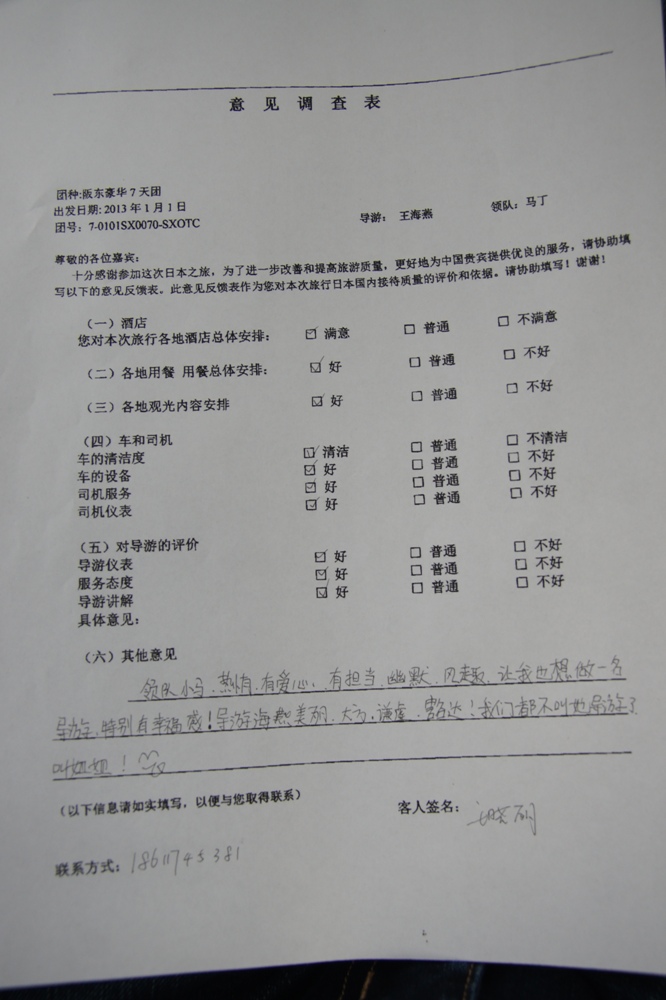 意见调查表
团种:阪东豪华7天团
出发日期: 2013年1月1日
团号: 7-0101SX0070-SXOTC 导游: 王海燕 领队: 马丁
尊敬的各位嘉宾:
十分感谢参加这次日本之旅，为了进一步改善和提高旅游质量，更好地为中国贵宾提供优良的服务，请协助填
写以下的意见反馈表。此意见反馈表作为您对本次旅行日本国内接待质量的评价和依据。请协助填写！谢谢！
（一）酒店
您对本次旅行各地酒店总体安排: ☑ 满意 □ 普通 □ 不满意
（二）各地用餐 用餐总体安排: ☑ 好 □ 普通 □ 不好
（三）各地观光内容安排 ☑ 好 □ 普通 □ 不好
（四）车和司机
车的清洁度 ☑ 清洁 □ 普通 □ 不清洁
车的设备 ☑ 好 □ 普通 □ 不好
司机服务 ☑ 好 □ 普通 □ 不好
司机仪表 ☑ 好 □ 普通 □ 不好
（五）对导游的评价
导游仪表 ☑ 好 □ 普通 □ 不好
服务态度 ☑ 好 □ 普通 □ 不好
导游讲解 ☑ 好 □ 普通 □ 不好
具体意见:
（六）其他意见
领队小马、热情、有爱心、有担当、幽默、风趣、让我也想做一名
导游、特别有幸福感！导游海燕美丽、大方、谦虚、豁达！我们都不叫她导游了
叫姐姐！
（以下信息请如实填写，以便与您取得联系） 客人签名:
联系方式: 18611745381